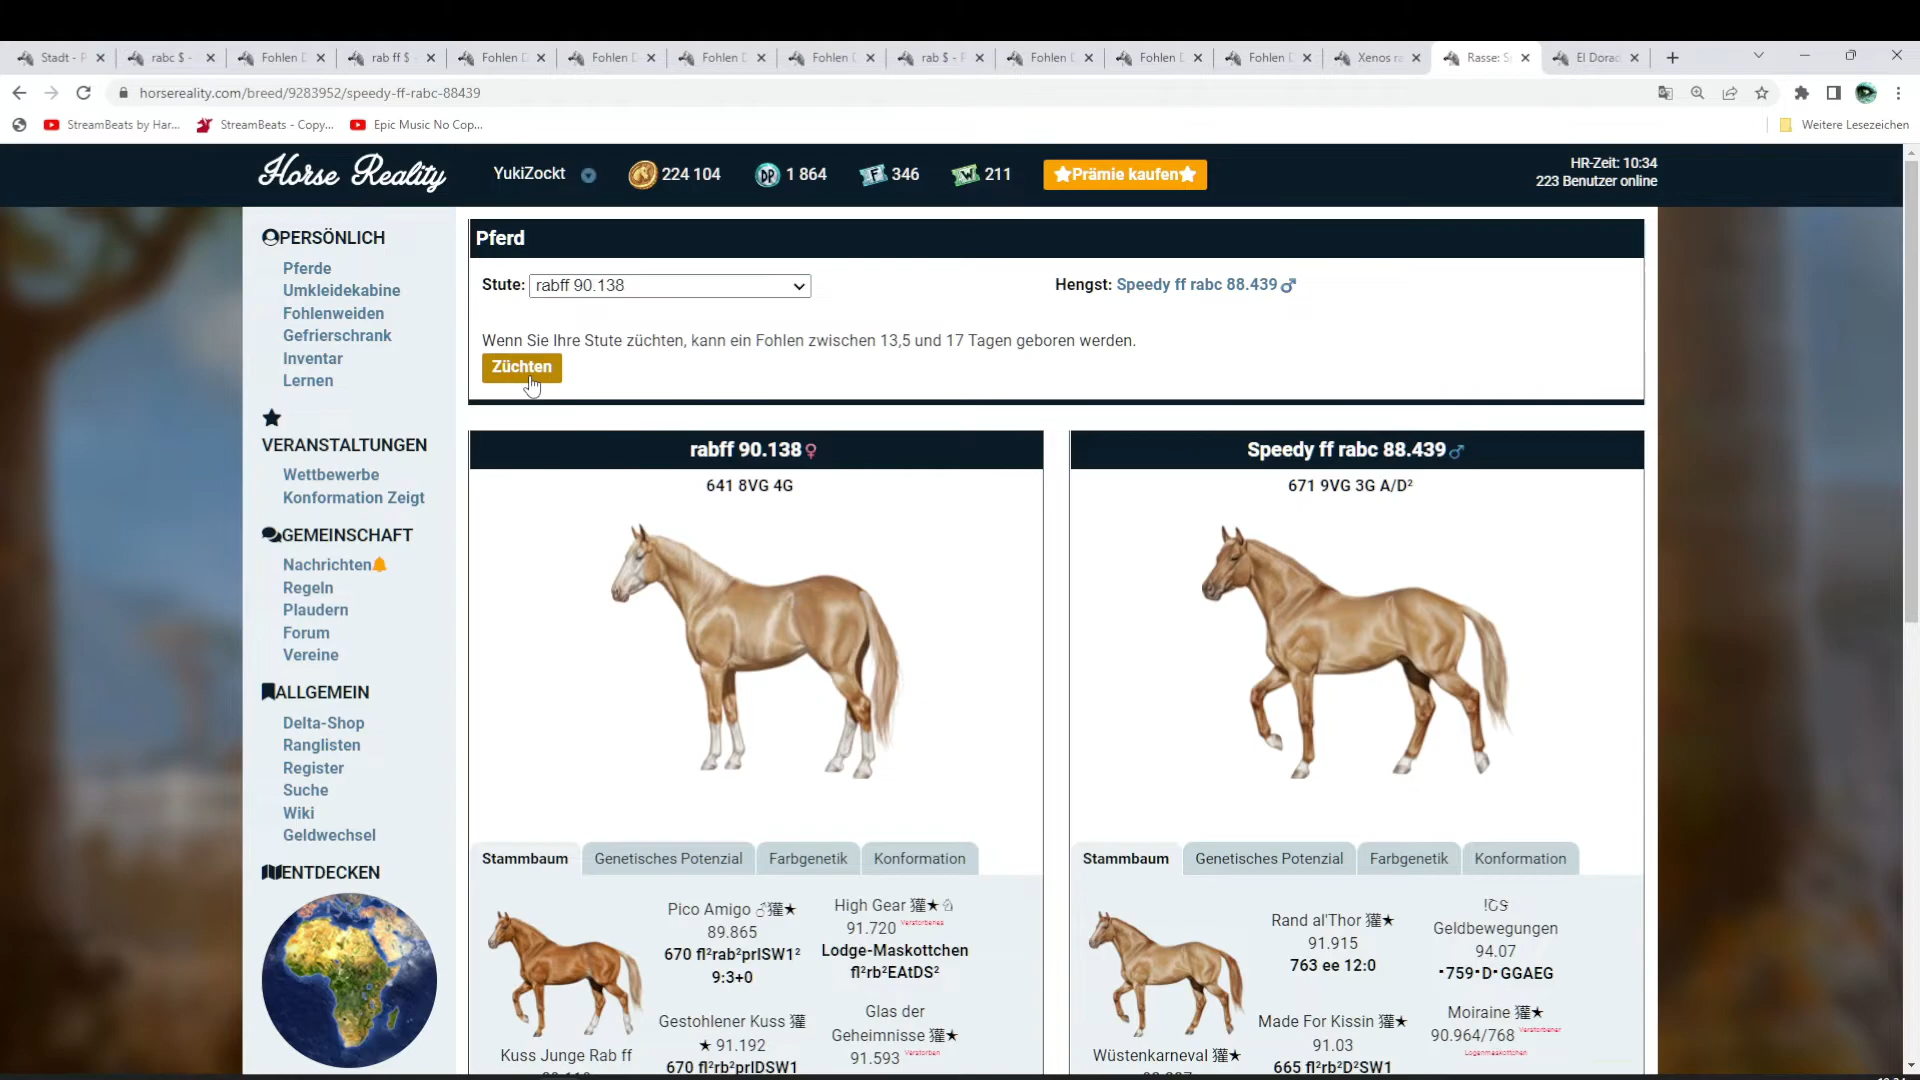 Stadt - P
rabc $ -
Fohlen D
rab ff $
Fohlen D
Fohlen D
Fohlen D
Fohlen D
rab $ - P
Fohlen D
Fohlen D
Fohlen D
Xenos ra
Rasse: S
El Dorad
horsereality.com/breed/9283952/speedy-ff-rabc-88439
StreamBeats by Har...
StreamBeats - Copy...
Epic Music No Cop...
Weitere Lesezeichen
Horse Reality
YukiZockt
224 104
DP
1 864
F
346
W
211
★Prämie kaufen★
HR-Zeit: 10:34
223 Benutzer online
PERSÖNLICH
Pferde
Umkleidekabine
Fohlenweiden
Gefrierschrank
Inventar
Lernen
VERANSTALTUNGEN
Wettbewerbe
Konformation Zeigt
GEMEINSCHAFT
Nachrichten
Regeln
Plaudern
Forum
Vereine
ALLGEMEIN
Delta-Shop
Ranglisten
Register
Suche
Wiki
Geldwechsel
ENTDECKEN
Pferd
Stute: rabff 90.138
Hengst: Speedy ff rabc 88.439♂
Wenn Sie Ihre Stute züchten, kann ein Fohlen zwischen 13,5 und 17 Tagen geboren werden.
Züchten
rabff 90.138♀
641 8VG 4G
Stammbaum
Genetisches Potenzial
Farbgenetik
Konformation
Pico Amigo ♂獾★
89.865
670 fl²rab²prlSW1²
9:3+0
Gestohlener Kuss 獾
★ 91.192
670 fl²rb²prlDSW1
Kuss Junge Rab ff
High Gear 獾★♘
91.720 Verstorbenes
Lodge-Maskottchen
fl²rb²EAtDS²
Glas der
Geheimnisse 獾★
91.593 Verstorben
Speedy ff rabc 88.439♂
671 9VG 3G A/D²
Stammbaum
Genetisches Potenzial
Farbgenetik
Konformation
Rand al'Thor 獾★
91.915
763 ee 12:0
Made For Kissin 獾★
91.03
665 fl²rb²D²SW1
Wüstenkarneval 獾★
Geldbewegungen
94.07
▪759▪D▪GGAEG
Moiraine 獾★
90.964/768 Verstorbener
Logenmaskottchen